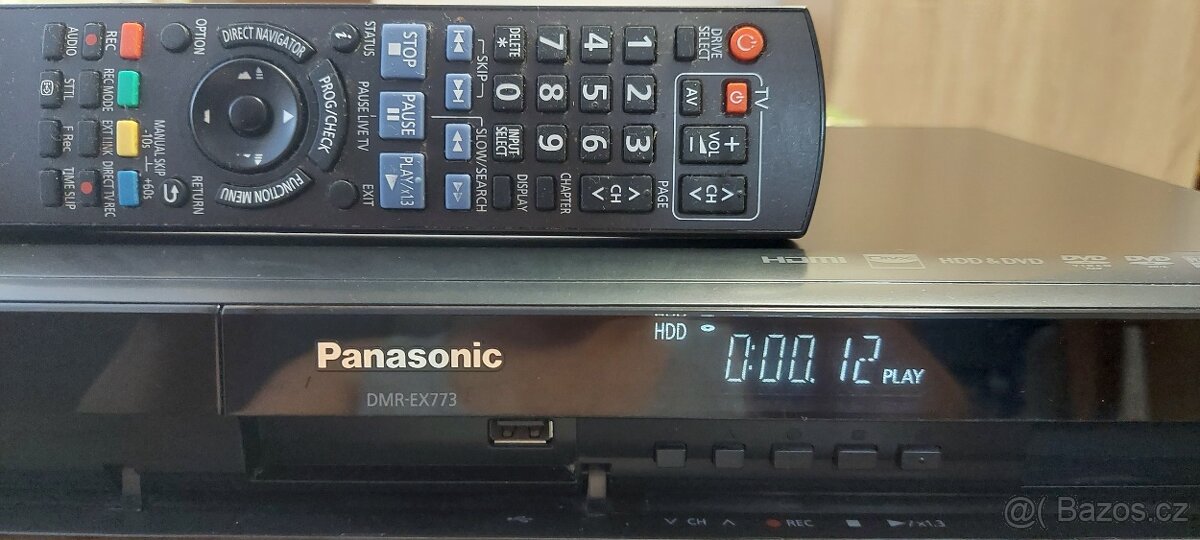 DRIVE SELECT
TV
AV
+ VOL −
CH
PAGE
1 2 3
4 5 6
7 8 9
DELETE
* 0
INPUT SELECT
CH
CHAPTER
DISPLAY
SKIP
SLOW/SEARCH
STATUS
STOP
PAUSE
PLAY/x1.3
PAUSE LIVE TV
EXIT
OPTION
DIRECT NAVIGATOR
PROG/CHECK
FUNCTION MENU
RETURN
MANUAL SKIP
-10s +60s
REC
REC MODE
EXT LINK
DIRECT TV REC
AUDIO
STTL
F Rec
TIME SLIP
HDMI
HDD & DVD
DVD
DVD
HDD
0:00.12 PLAY
Panasonic
DMR-EX773
CH
REC
/x1.3
@( Bazos.cz